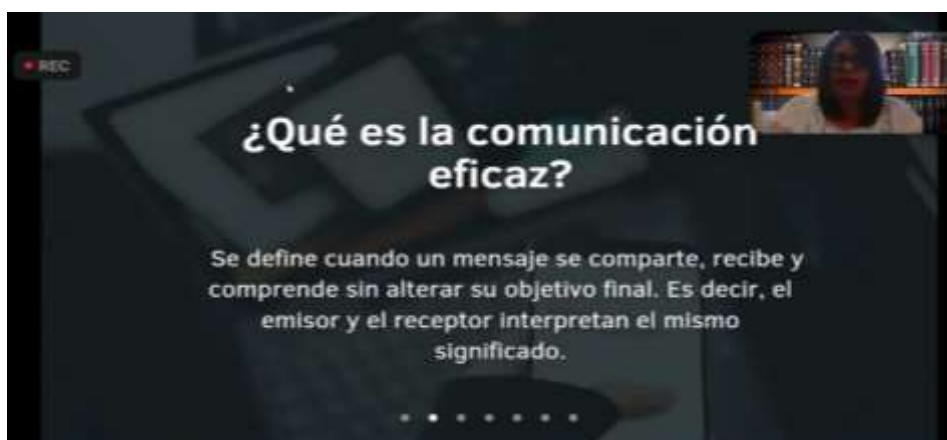 REC
¿Qué es la comunicación
eficaz?
Se define cuando un mensaje se comparte, recibe y
comprende sin alterar su objetivo final. Es decir, el
emisor y el receptor interpretan el mismo
significado.